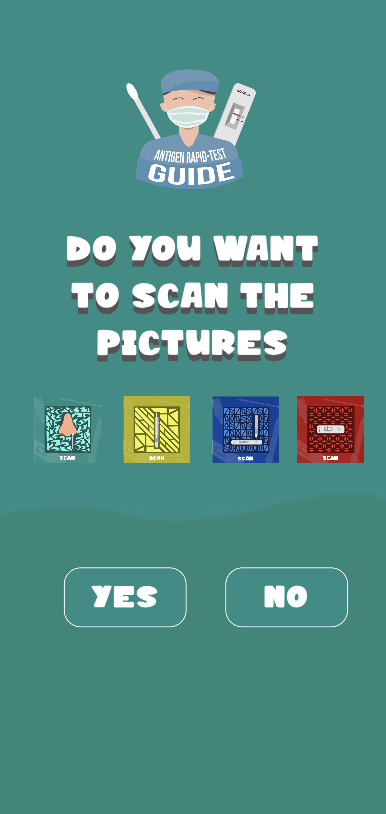 ANTIGEN RAPID-TEST
GUIDE
DO YOU WANT
TO SCAN THE
PICTURES
SCAN
SCAN
SCAN
SCAN
YES
NO